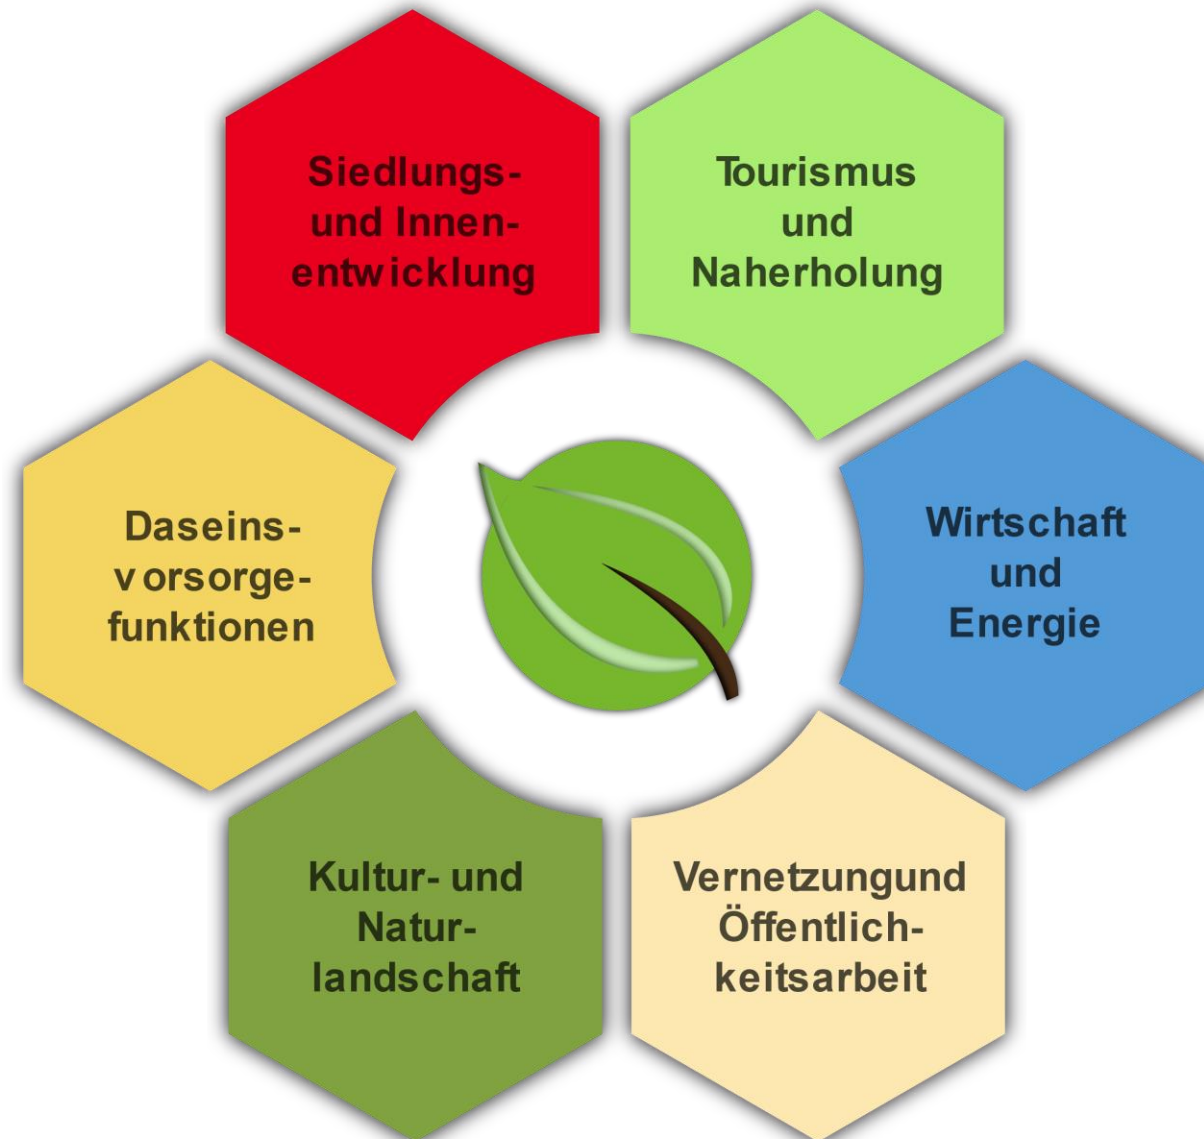 Siedlungs-
und Innen-
entwicklung
Tourismus
und
Naherholung
Wirtschaft
und
Energie
Vernetzungund
Öffentlich-
keitsarbeit
Kultur- und
Natur-
landschaft
Daseins-
vorsorge-
funktionen